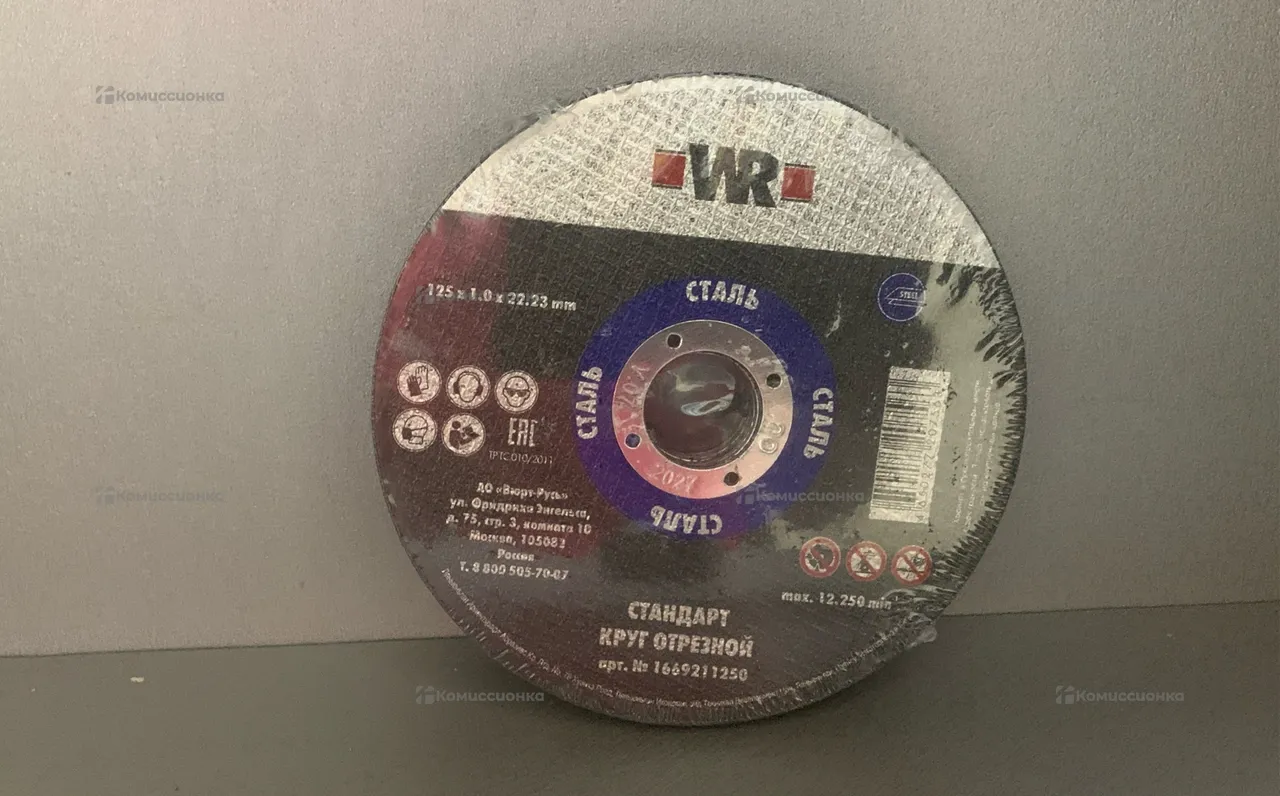 Комиссионка
Комиссионка
WR
125 x 1.0 x 22.23 mm
СТАЛЬ
STEEL
СТАЛЬ
СТАЛЬ
СТАЛЬ
2027
EAC
ТР ТС 010/2011
АО «Вюрт-Русь»
ул. Фридриха Энгельса,
д. 75, стр. 3, комната 10
Москва, 105082
Россия
т. 8 800 505-70-07
Комиссионка
Комиссионка
max. 12.250 min
СТАНДАРТ
КРУГ ОТРЕЗНОЙ
арт. № 1669211250
Комиссионка
Комиссионка